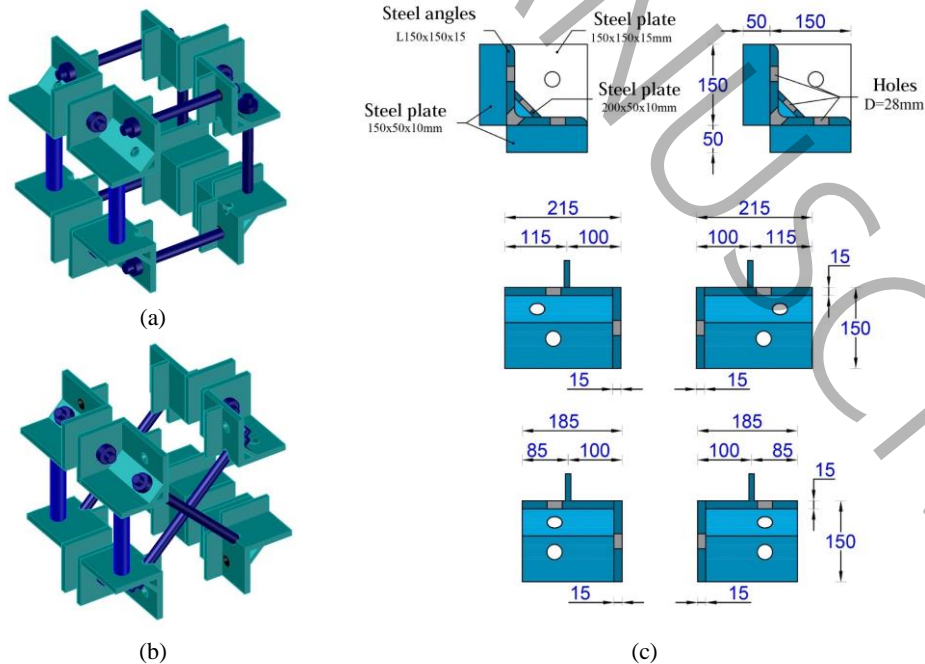 (a)
(b)
Steel angles
L150x150x15
Steel plate
150x150x15mm
Steel plate
150x50x10mm
Steel plate
200x50x10mm
150
50
50 150
Holes
D=28mm
215
115 100
15
215
100 115
15
150
15
185
85 100
15
185
100 85
15
150
15
(c)
NUSCI